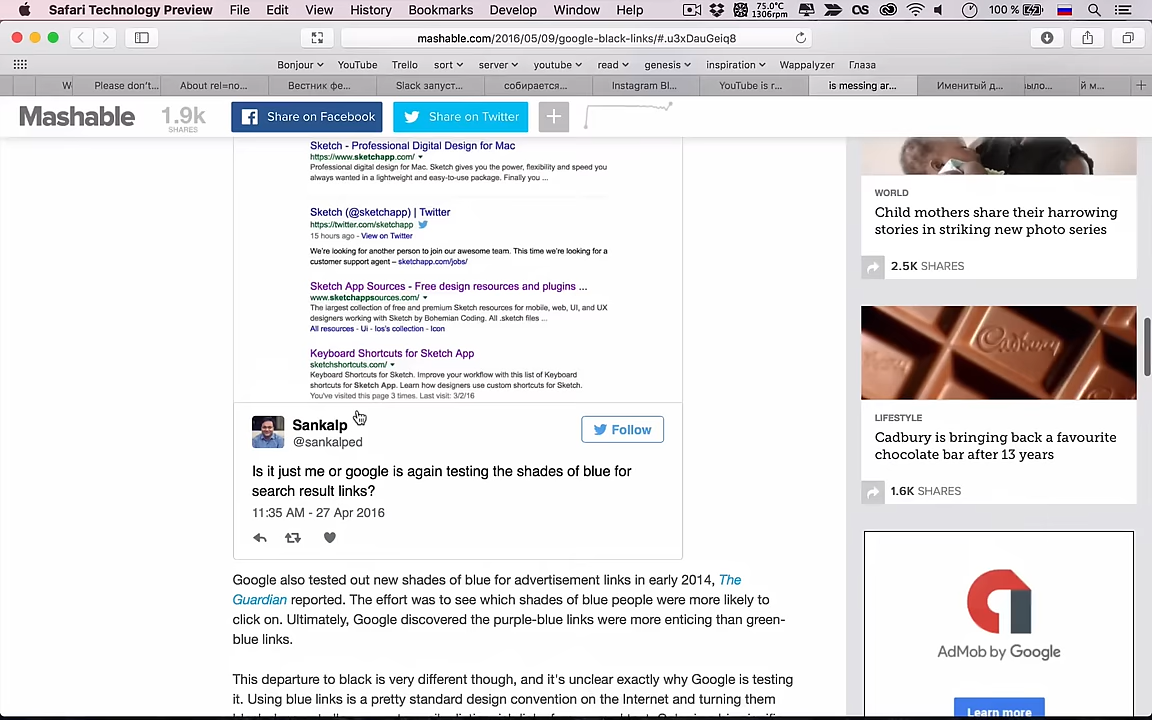 Safari Technology Preview File Edit View History Bookmarks Develop Window Help 75.0°C 1306rpm 100 %
mashable.com/2016/05/09/google-black-links/#.u3xDauGeiq8
Bonjour YouTube Trello sort server youtube read genesis inspiration Wappalyzer Глаза
W Please don't... About rel=no... Вестник фе... Slack запуст... собирается... Instagram Bl... YouTube is r... is messing ar... Именитый д... ыло... й м...
Mashable 1.9k SHARES Share on Facebook Share on Twitter
Sketch - Professional Digital Design for Mac
https://www.sketchapp.com/
Professional digital design for Mac. Sketch gives you the power, flexibility and speed you
always wanted in a lightweight and easy-to-use package. Finally you ...
Sketch (@sketchapp) | Twitter
https://twitter.com/sketchapp
15 hours ago - View on Twitter
We're looking for another person to join our awesome team. This time we're looking for a
customer support agent – sketchapp.com/jobs/
Sketch App Sources - Free design resources and plugins ...
www.sketchappsources.com/
The largest collection of free and premium Sketch resources for mobile, web, UI, and UX
designers working with Sketch by Bohemian Coding. All .sketch files ...
All resources - Ui - Ios's collection - Icon
Keyboard Shortcuts for Sketch App
sketchshortcuts.com/
Keyboard Shortcuts for Sketch. Improve your workflow with this list of Keyboard
shortcuts for Sketch App. Learn how designers use custom shortcuts for Sketch.
You've visited this page 3 times. Last visit: 3/2/16
Sankalp
@sankalped
Follow
Is it just me or google is again testing the shades of blue for
search result links?
11:35 AM - 27 Apr 2016
Google also tested out new shades of blue for advertisement links in early 2014, The
Guardian reported. The effort was to see which shades of blue people were more likely to
click on. Ultimately, Google discovered the purple-blue links were more enticing than green-
blue links.
This departure to black is very different though, and it's unclear exactly why Google is testing
it. Using blue links is a pretty standard design convention on the Internet and turning them
WORLD
Child mothers share their harrowing
stories in striking new photo series
2.5K SHARES
Cadbury
LIFESTYLE
Cadbury is bringing back a favourite
chocolate bar after 13 years
1.6K SHARES
AdMob by Google
Learn more